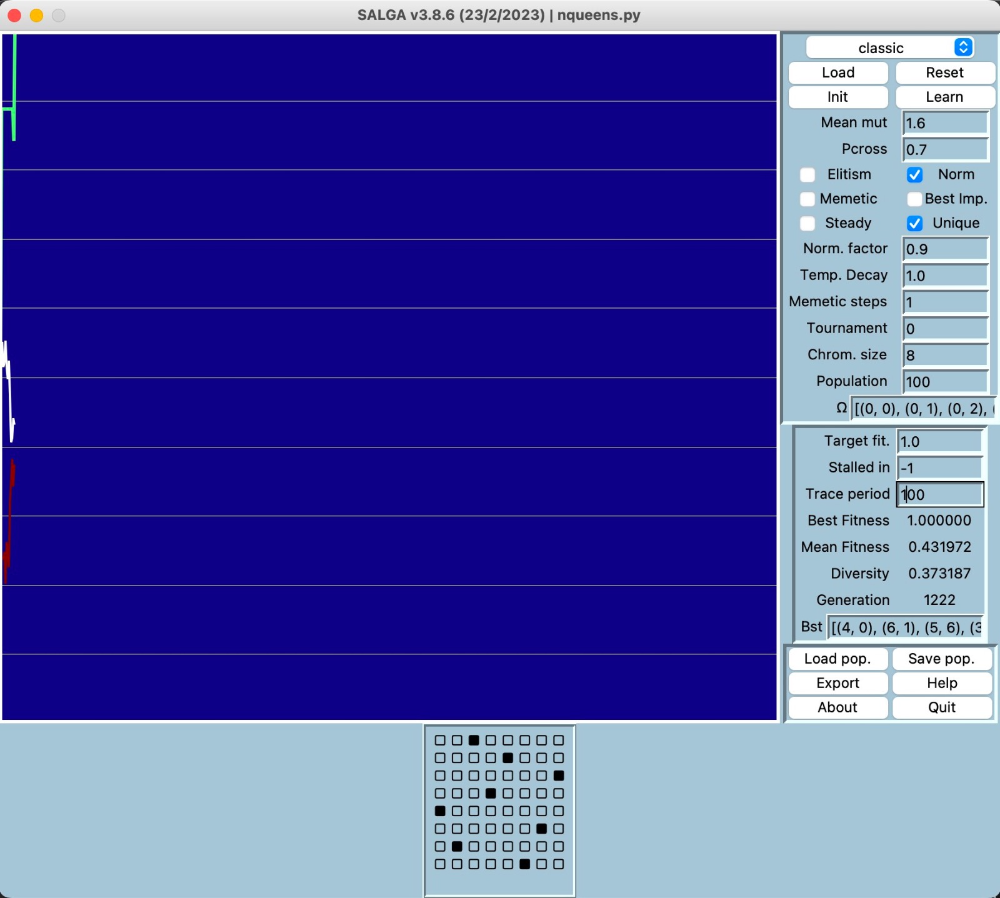 SALGA v3.8.6 (23/2/2023) | nqueens.py
classic
Load Reset
Init Learn
Mean mut 1.6
Pcross 0.7
Elitism Norm
Memetic Best Imp.
Steady Unique
Norm. factor 0.9
Temp. Decay 1.0
Memetic steps 1
Tournament 0
Chrom. size 8
Population 100
Ω [(0, 0), (0, 1), (0, 2), (
Target fit. 1.0
Stalled in -1
Trace period 100
Best Fitness 1.000000
Mean Fitness 0.431972
Diversity 0.373187
Generation 1222
Bst [(4, 0), (6, 1), (5, 6), (3
Load pop. Save pop.
Export Help
About Quit